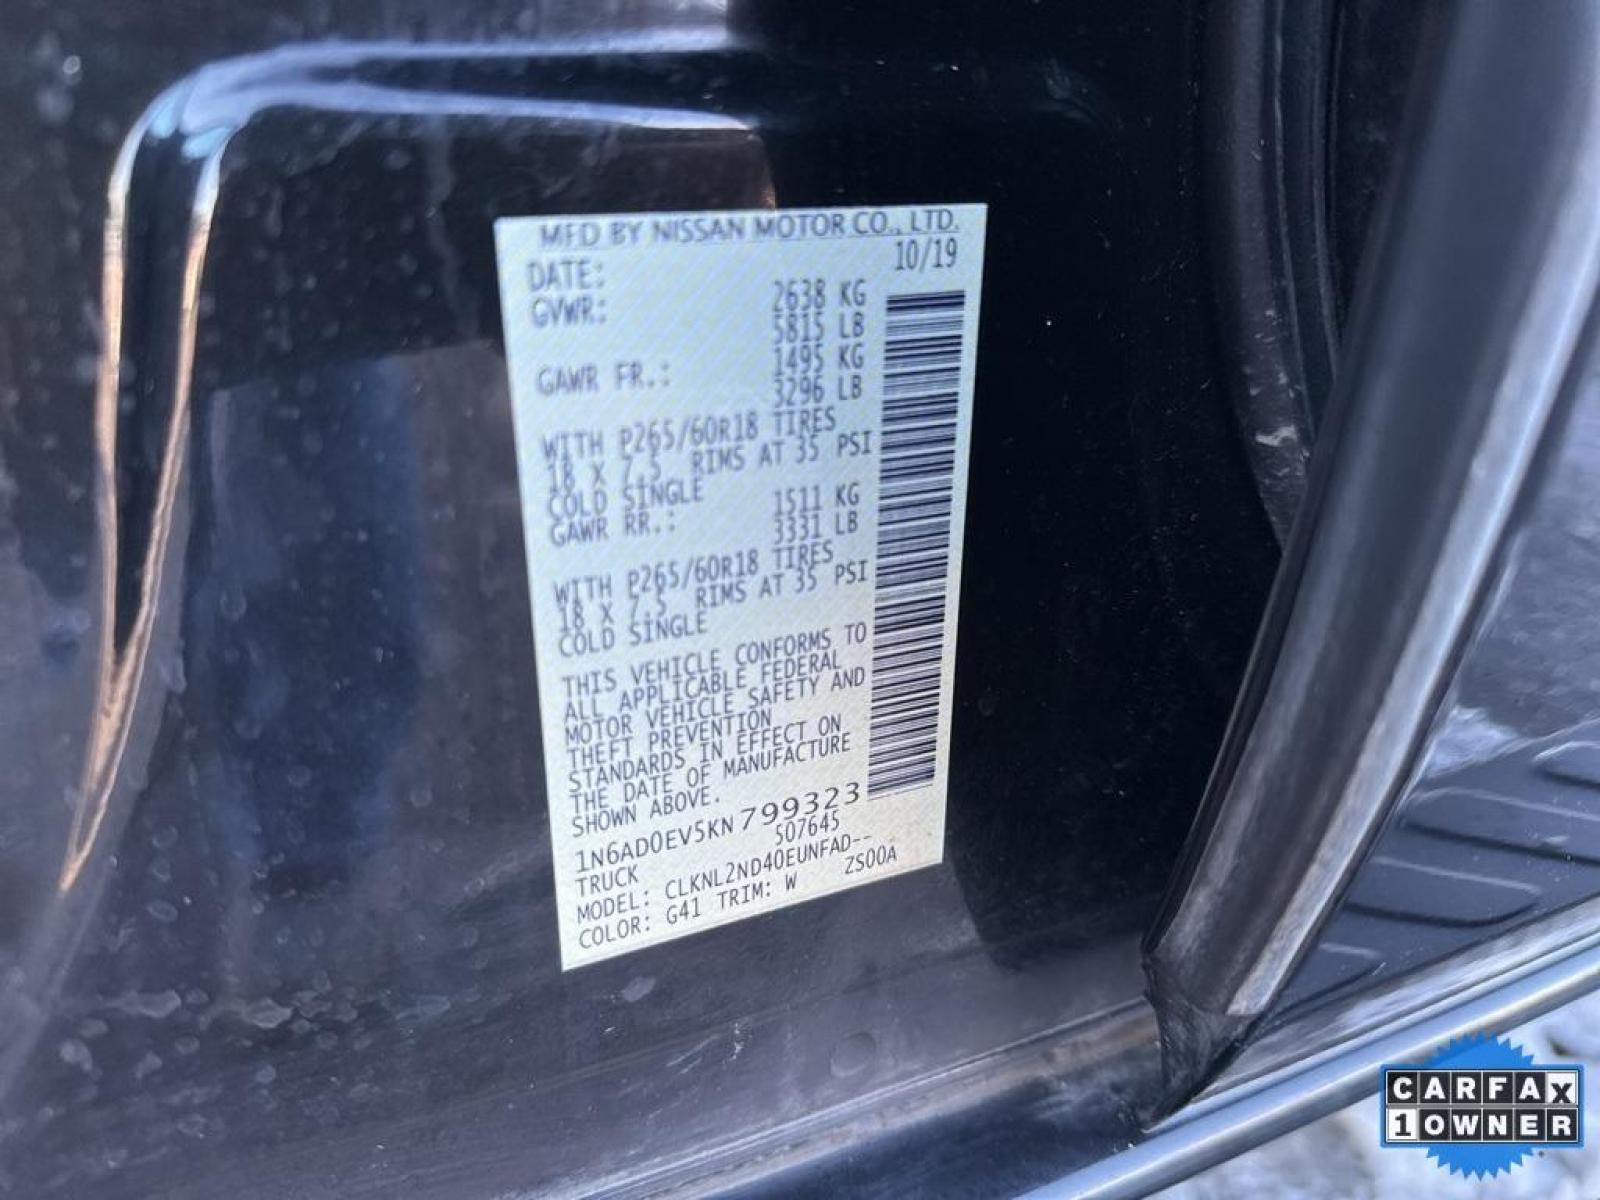 MFD BY NISSAN MOTOR CO., LTD.
DATE: 10/19
GVWR: 2638 KG
5815 LB
GAWR FR.: 1495 KG
3296 LB
WITH P265/60R18 TIRES
18 X 7.5 RIMS AT 35 PSI
COLD SINGLE
GAWR RR.: 1511 KG
3331 LB
WITH P265/60R18 TIRES
18 X 7.5 RIMS AT 35 PSI
COLD SINGLE
THIS VEHICLE CONFORMS TO
ALL APPLICABLE FEDERAL
MOTOR VEHICLE SAFETY AND
THEFT PREVENTION
STANDARDS IN EFFECT ON
THE DATE OF MANUFACTURE
SHOWN ABOVE.
1N6AD0EV5KN799323
TRUCK 507645
MODEL: CLKNL2ND40EUNFAD--
COLOR: G41 TRIM: W ZS00A
CARFAX
1 OWNER